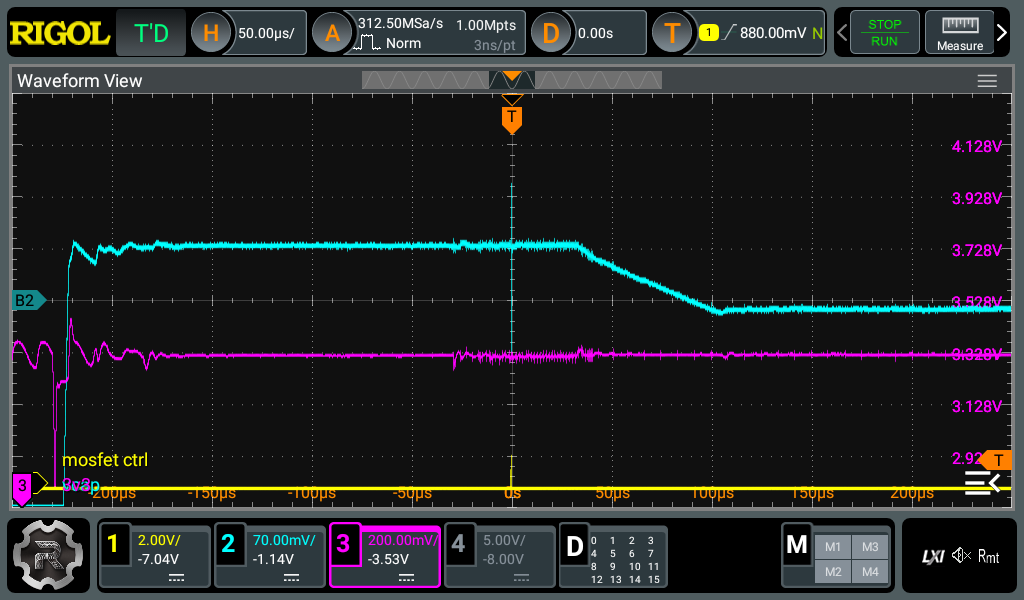 RIGOL T'D H 50.00µs/ A 312.50MSa/s 1.00Mpts D 0.00s T 1 880.00mV N STOP
Norm 3ns/pt RUN Measure
Waveform View
T
4.128V
3.928V
3.728V
B2 3.528V
3.328V
3.128V
mosfet ctrl 2.92 T
3
-200µs -150µs -100µs -50µs 0s 50µs 100µs 150µs 200µs
1 2.00V/ 2 70.00mV/ 3 200.00mV/ 4 5.00V/ D 0 1 2 3 M M1 M3
-7.04V -1.14V -3.53V -8.00V 4 5 6 7 M2 M4
8 9 10 11
12 13 14 15
LXI Rmt
R